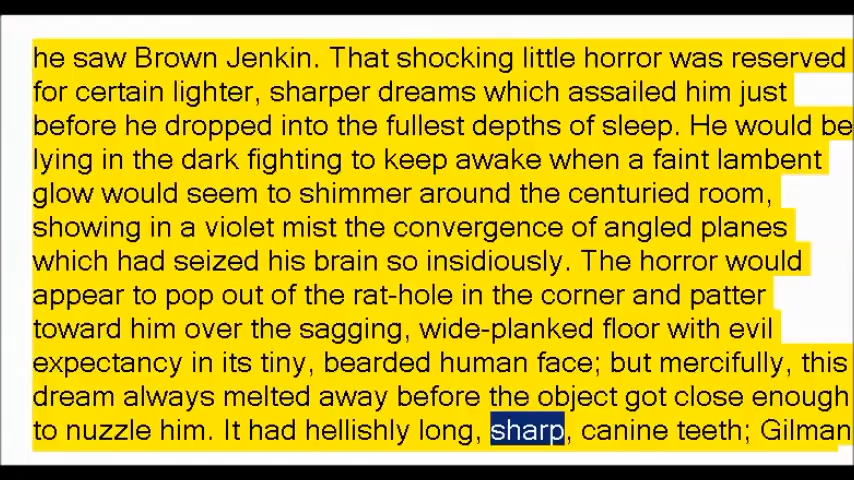 he saw Brown Jenkin. That shocking little horror was reserved
for certain lighter, sharper dreams which assailed him just
before he dropped into the fullest depths of sleep. He would be
lying in the dark fighting to keep awake when a faint lambent
glow would seem to shimmer around the centuried room,
showing in a violet mist the convergence of angled planes
which had seized his brain so insidiously. The horror would
appear to pop out of the rat-hole in the corner and patter
toward him over the sagging, wide-planked floor with evil
expectancy in its tiny, bearded human face; but mercifully, this
dream always melted away before the object got close enough
to nuzzle him. It had hellishly long, sharp, canine teeth; Gilman